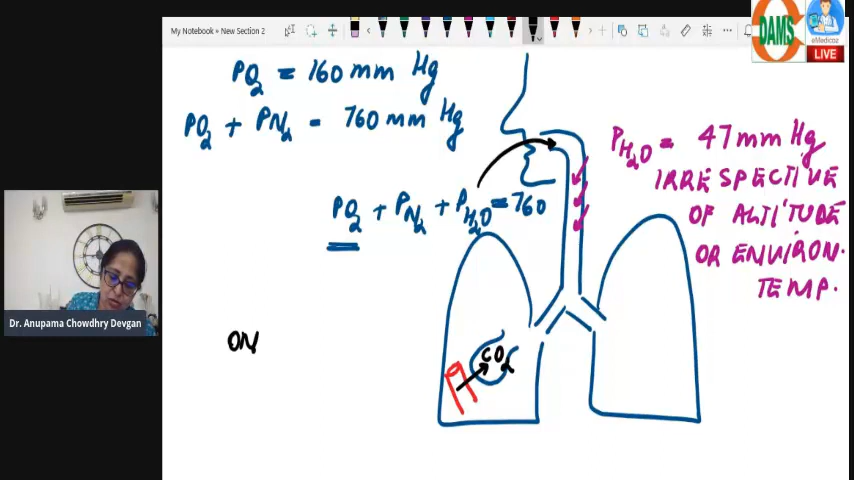 My Notebook » New Section 2
DAMS
eMedicoz
LIVE
PO2 = 160 mm Hg
PO2 + PN2 = 760 mm Hg
PO2 + PN2 + PH2O = 760
PH2O = 47 mm Hg
IRRESPECTIVE
OF ALTITUDE
OR ENVIRON.
TEMP.
CO2
ON
Dr. Anupama Chowdhry Devgan